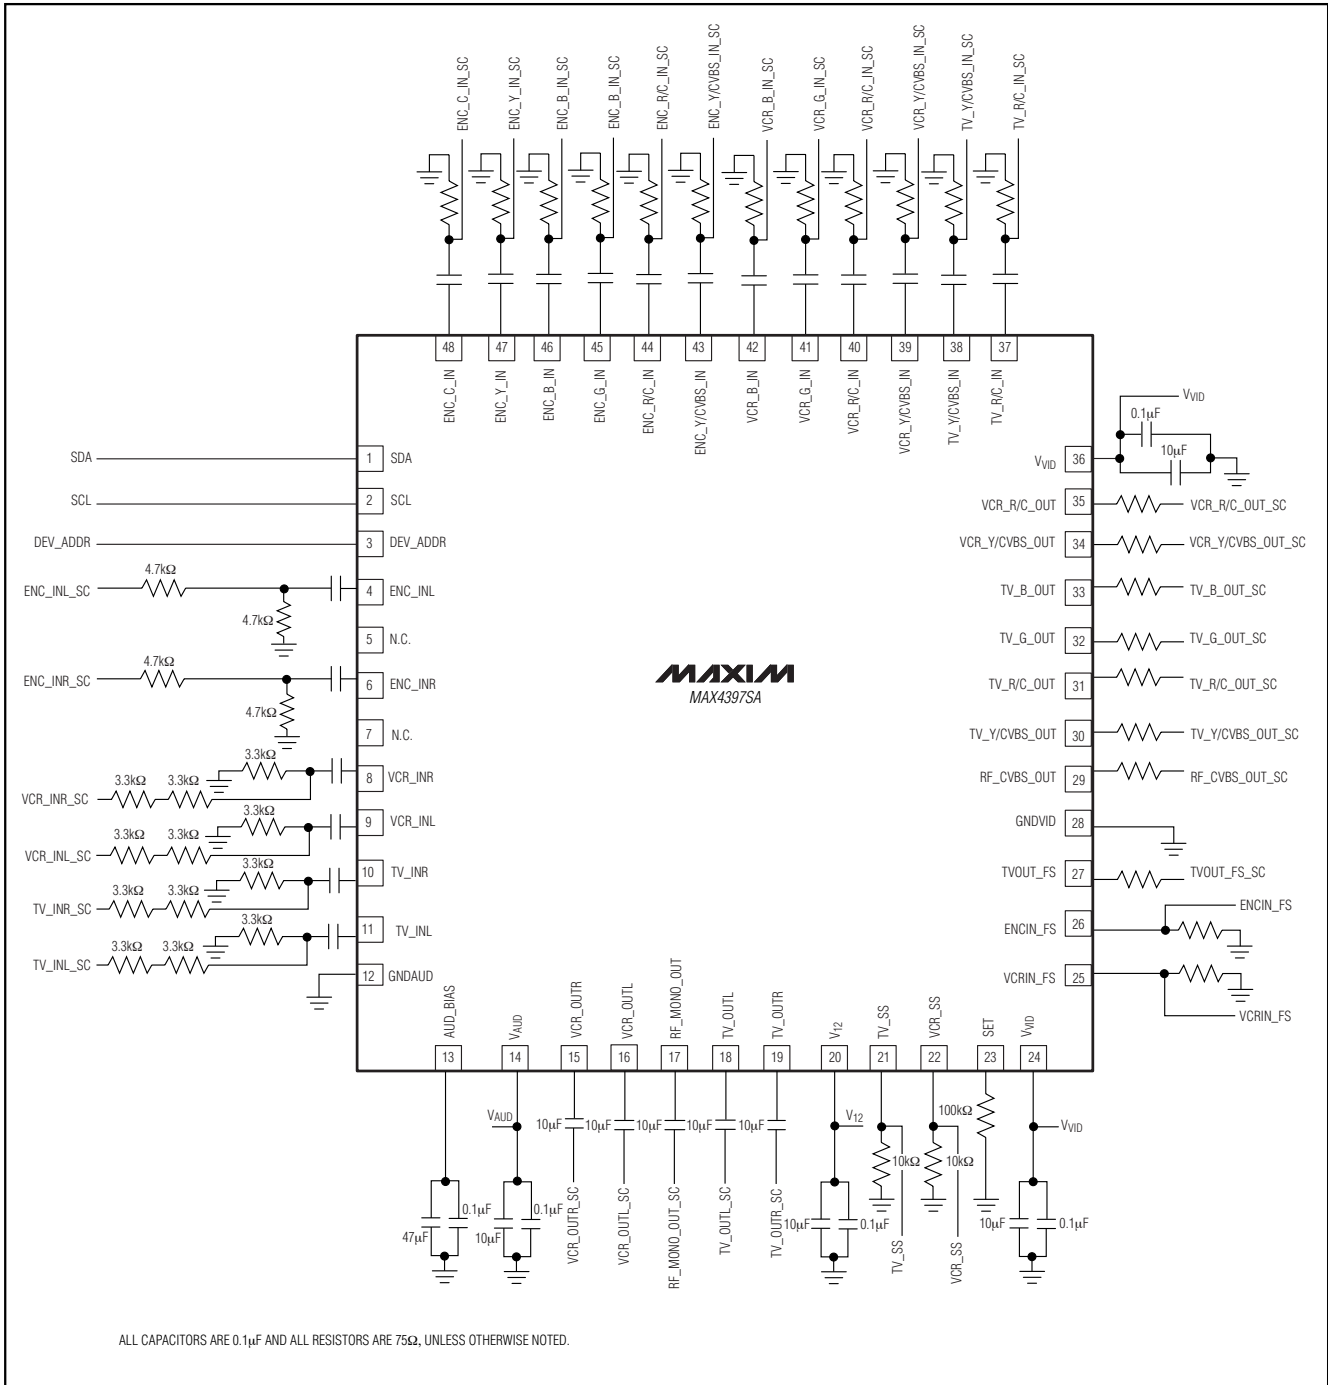 ENC_C_IN_SC
ENC_Y_IN_SC
ENC_B_IN_SC
ENC_B_IN_SC
ENC_R/C_IN_SC
ENC_Y/CVBS_IN_SC
VCR_B_IN_SC
VCR_G_IN_SC
VCR_R/C_IN_SC
VCR_Y/CVBS_IN_SC
TV_Y/CVBS_IN_SC
TV_R/C_IN_SC
48
47
46
45
44
43
42
41
40
39
38
37
ENC_C_IN
ENC_Y_IN
ENC_B_IN
ENC_G_IN
ENC_R/C_IN
ENC_Y/CVBS_IN
VCR_B_IN
VCR_G_IN
VCR_R/C_IN
VCR_Y/CVBS_IN
TV_Y/CVBS_IN
TV_R/C_IN
SDA
1
SDA
SCL
2
SCL
DEV_ADDR
3
DEV_ADDR
ENC_INL_SC
4.7kΩ
4.7kΩ
4
ENC_INL
5
N.C.
ENC_INR_SC
4.7kΩ
4.7kΩ
6
ENC_INR
7
N.C.
3.3kΩ
8
VCR_INR
VCR_INR_SC
3.3kΩ
3.3kΩ
3.3kΩ
9
VCR_INL
VCR_INL_SC
3.3kΩ
3.3kΩ
3.3kΩ
10
TV_INR
TV_INR_SC
3.3kΩ
3.3kΩ
3.3kΩ
11
TV_INL
TV_INL_SC
3.3kΩ
3.3kΩ
12
GNDAUD
MAXIM
MAX4397SA
VVID
0.1µF
10µF
VVID
36
VCR_R/C_OUT
35
VCR_R/C_OUT_SC
VCR_Y/CVBS_OUT
34
VCR_Y/CVBS_OUT_SC
TV_B_OUT
33
TV_B_OUT_SC
TV_G_OUT
32
TV_G_OUT_SC
TV_R/C_OUT
31
TV_R/C_OUT_SC
TV_Y/CVBS_OUT
30
TV_Y/CVBS_OUT_SC
RF_CVBS_OUT
29
RF_CVBS_OUT_SC
GNDVID
28
TVOUT_FS
27
TVOUT_FS_SC
ENCIN_FS
26
ENCIN_FS
VCRIN_FS
25
VCRIN_FS
AUD_BIAS
VAUD
VCR_OUTR
VCR_OUTL
RF_MONO_OUT
TV_OUTL
TV_OUTR
V12
TV_SS
VCR_SS
SET
VVID
13
14
15
16
17
18
19
20
21
22
23
24
VAUD
10µF
10µF
10µF
10µF
10µF
V12
10kΩ
10kΩ
100kΩ
VVID
47µF
0.1µF
10µF
0.1µF
VCR_OUTR_SC
VCR_OUTL_SC
RF_MONO_OUT_SC
TV_OUTL_SC
TV_OUTR_SC
10µF
0.1µF
TV_SS
VCR_SS
10µF
0.1µF
ALL CAPACITORS ARE 0.1µF AND ALL RESISTORS ARE 75Ω, UNLESS OTHERWISE NOTED.